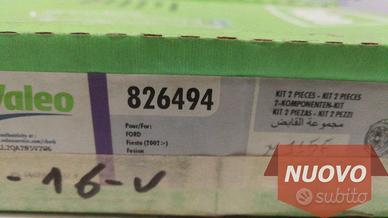 Valeo
826494
Pour/For:
FORD
Fiesta (2002->)
Fusion
KIT 2 PIECES - KIT 2 PIECES
2-KOMPONENTEN-KIT
KIT 2 PIEZAS - KIT 2 PEZZI
مجموعة القابض
-16-V
NUOVO
subito